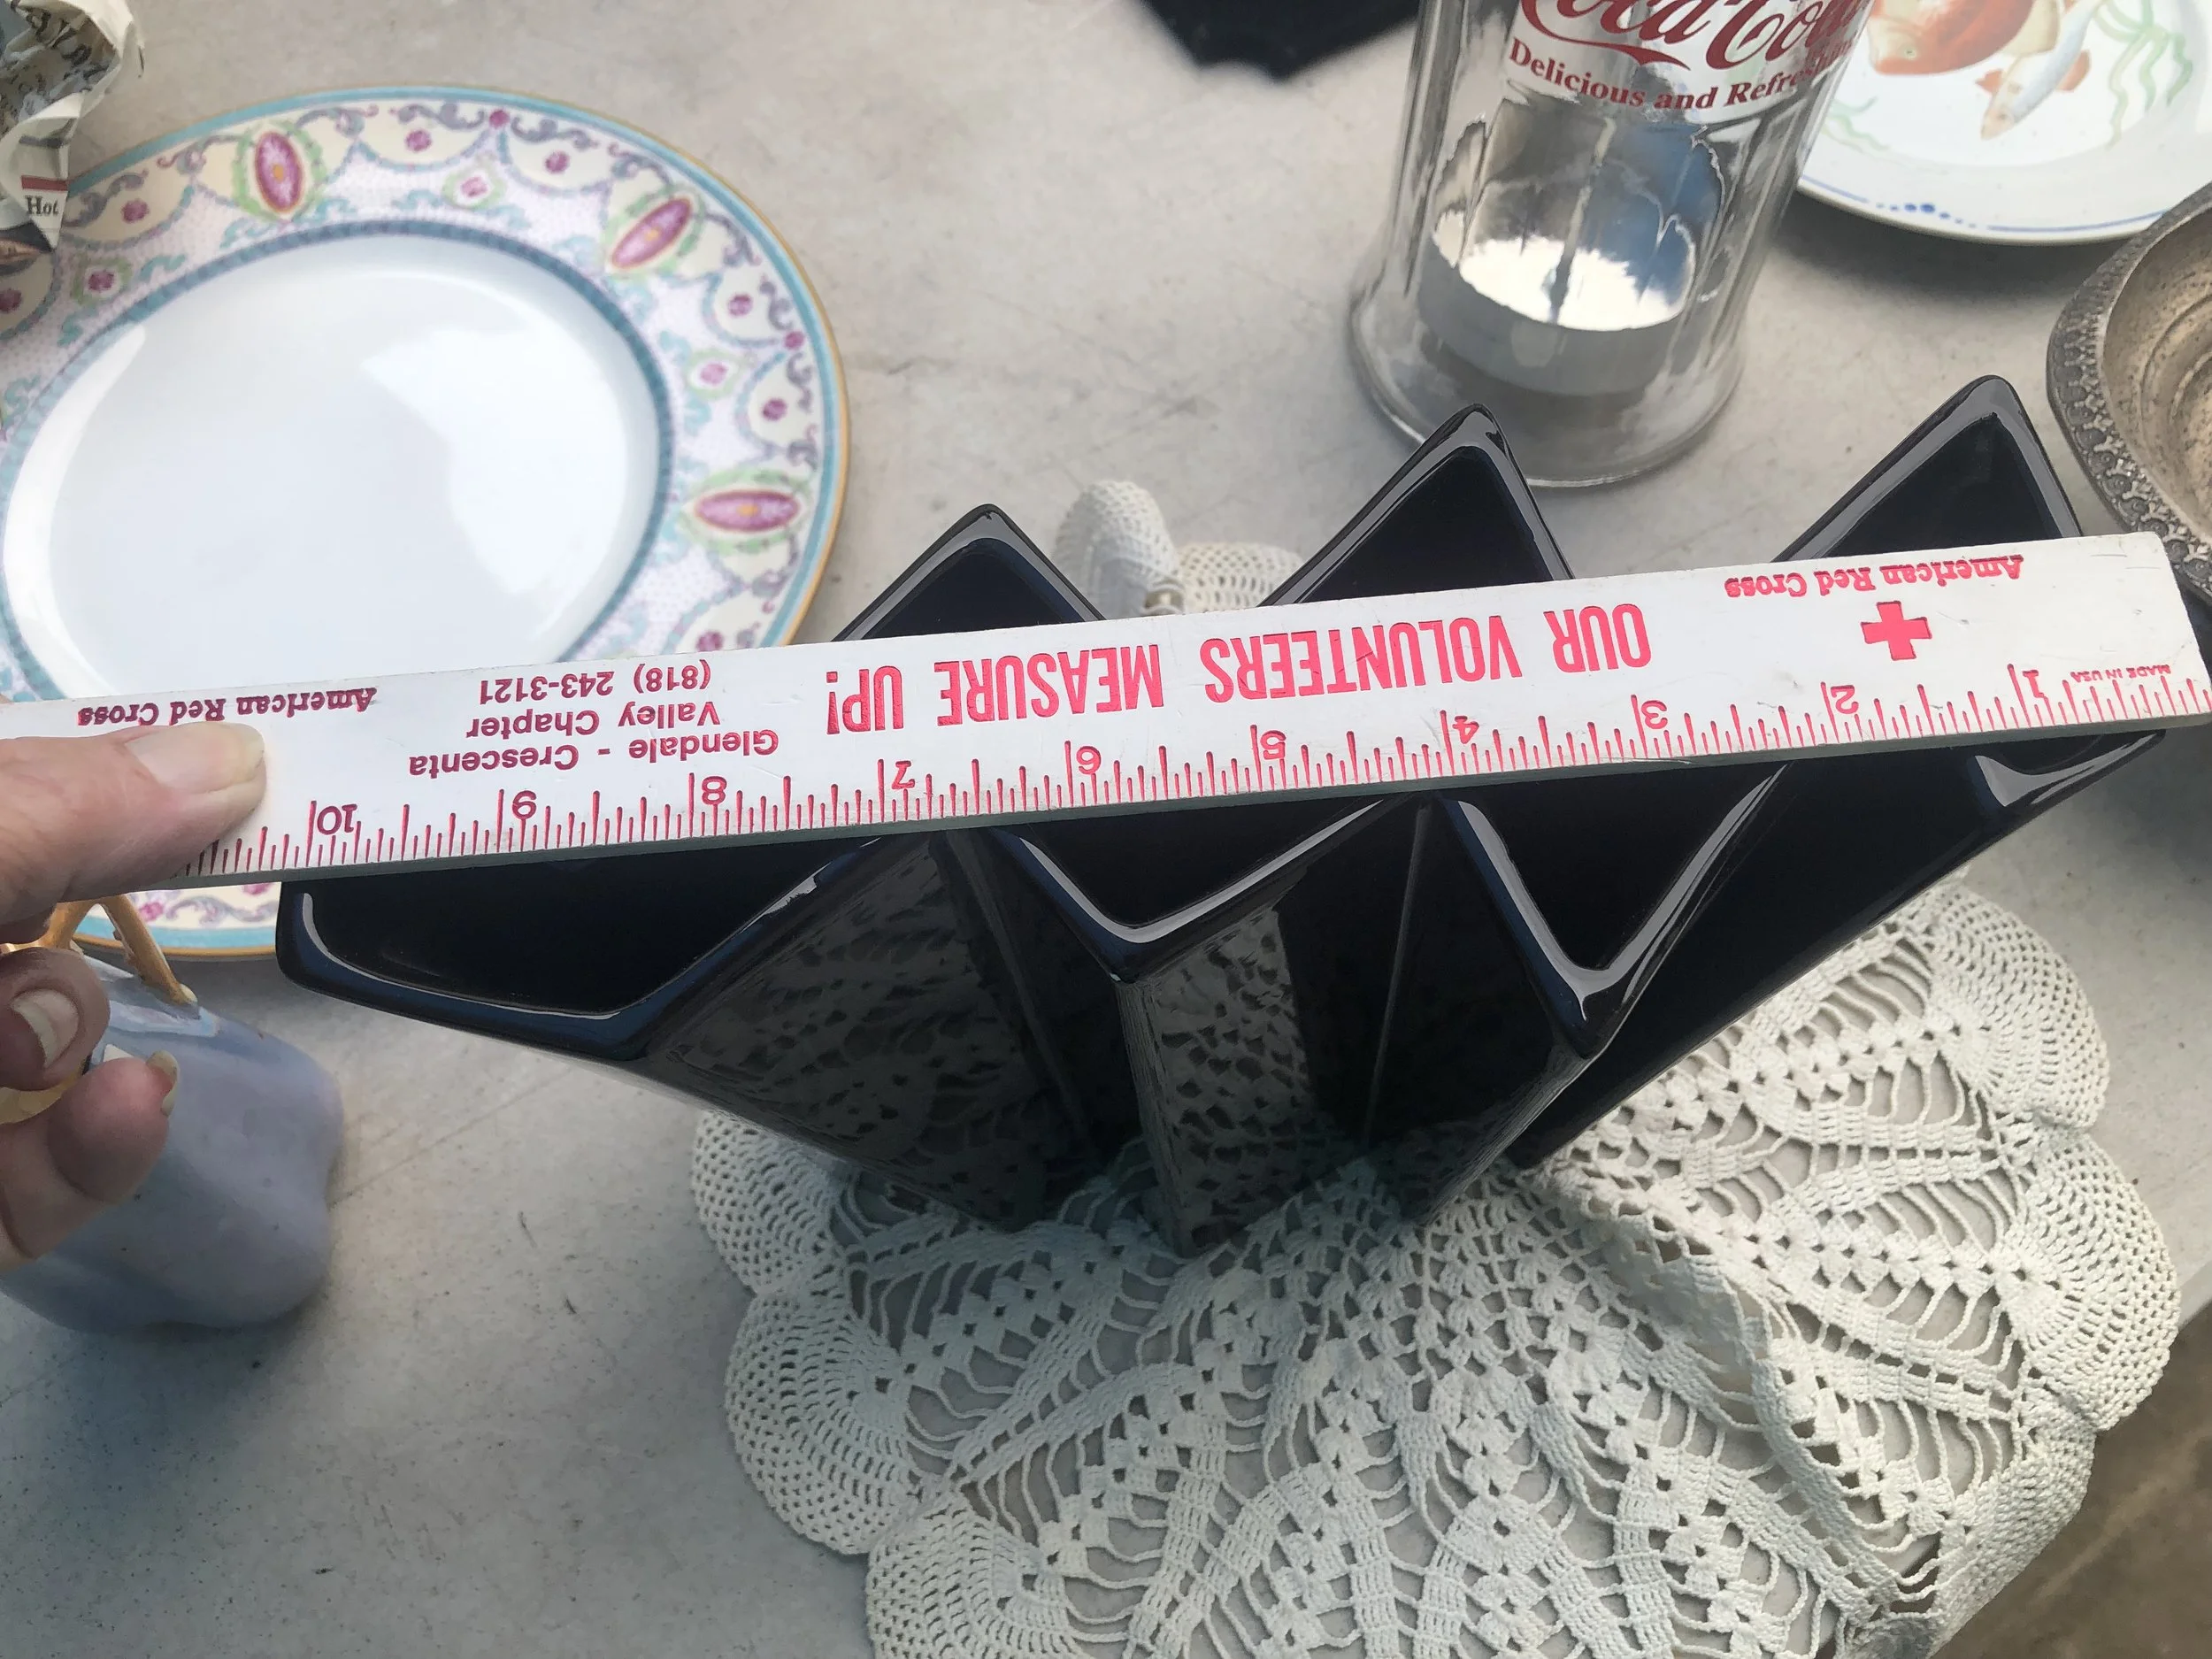 Coca-Cola
Delicious and Refreshing
Hot
American Red Cross
OUR VOLUNTEERS MEASURE UP!
Glendale - Crescenta
Valley Chapter
(818) 243-3121
American Red Cross
MADE IN USA
1 2 3 4 5 6 7 8 9 10